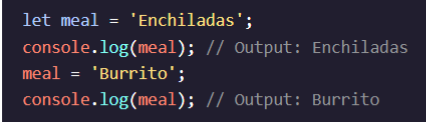 let meal = 'Enchiladas';
console.log(meal); // Output: Enchiladas
meal = 'Burrito';
console.log(meal); // Output: Burrito